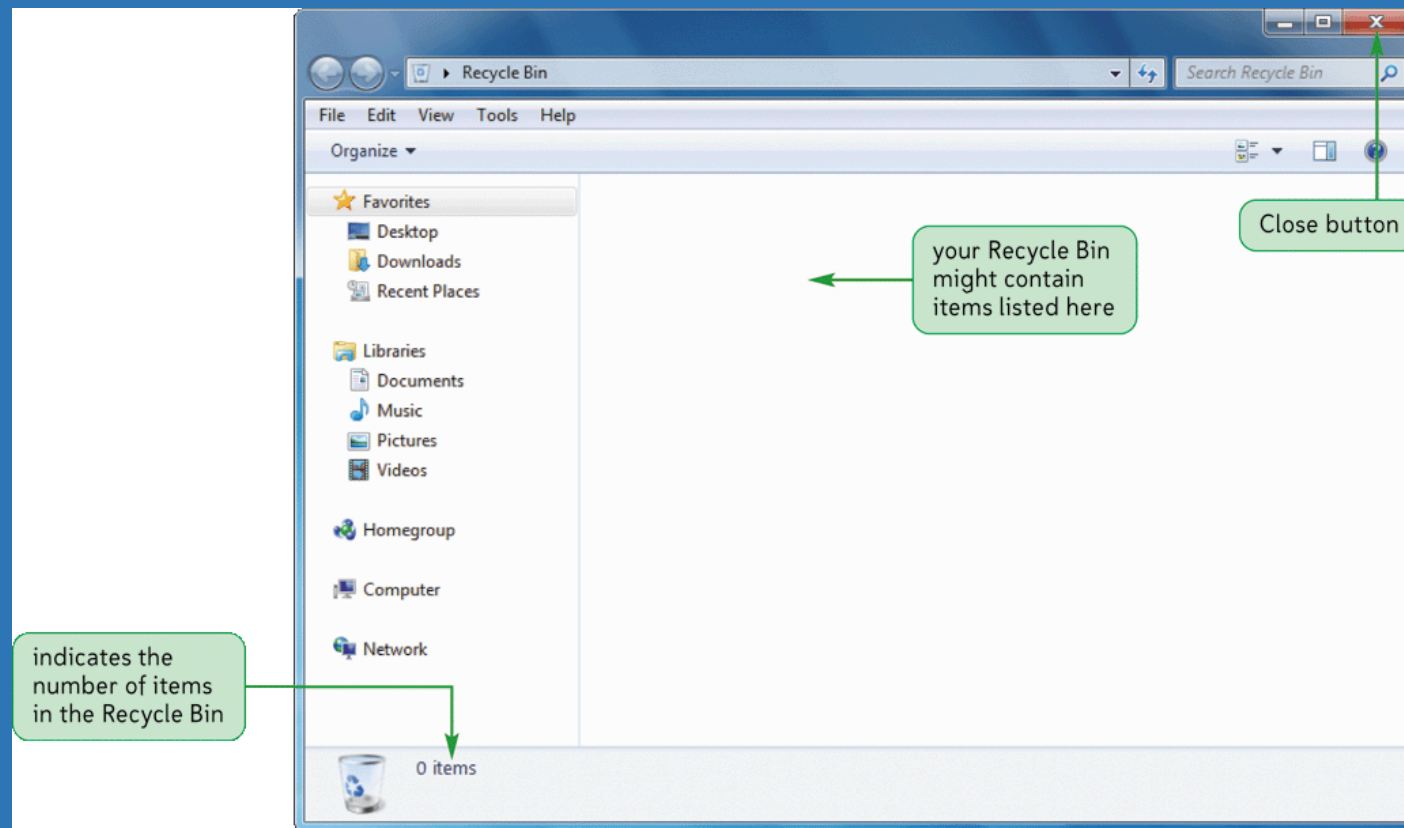 Recycle Bin
Search Recycle Bin
File Edit View Tools Help
Organize
Favorites
Desktop
Downloads
Recent Places
Libraries
Documents
Music
Pictures
Videos
Homegroup
Computer
Network
0 items
Close button
your Recycle Bin
might contain
items listed here
indicates the
number of items
in the Recycle Bin